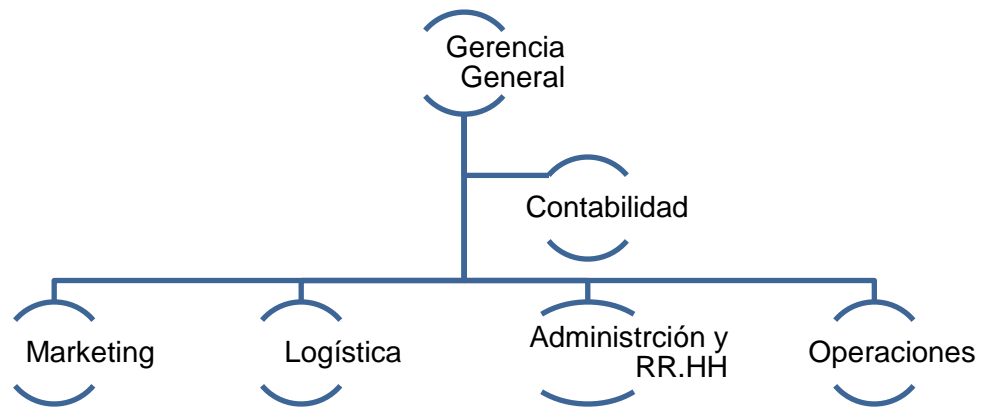 Gerencia
General
Contabilidad
Marketing
Logística
Administrción y
RR.HH
Operaciones